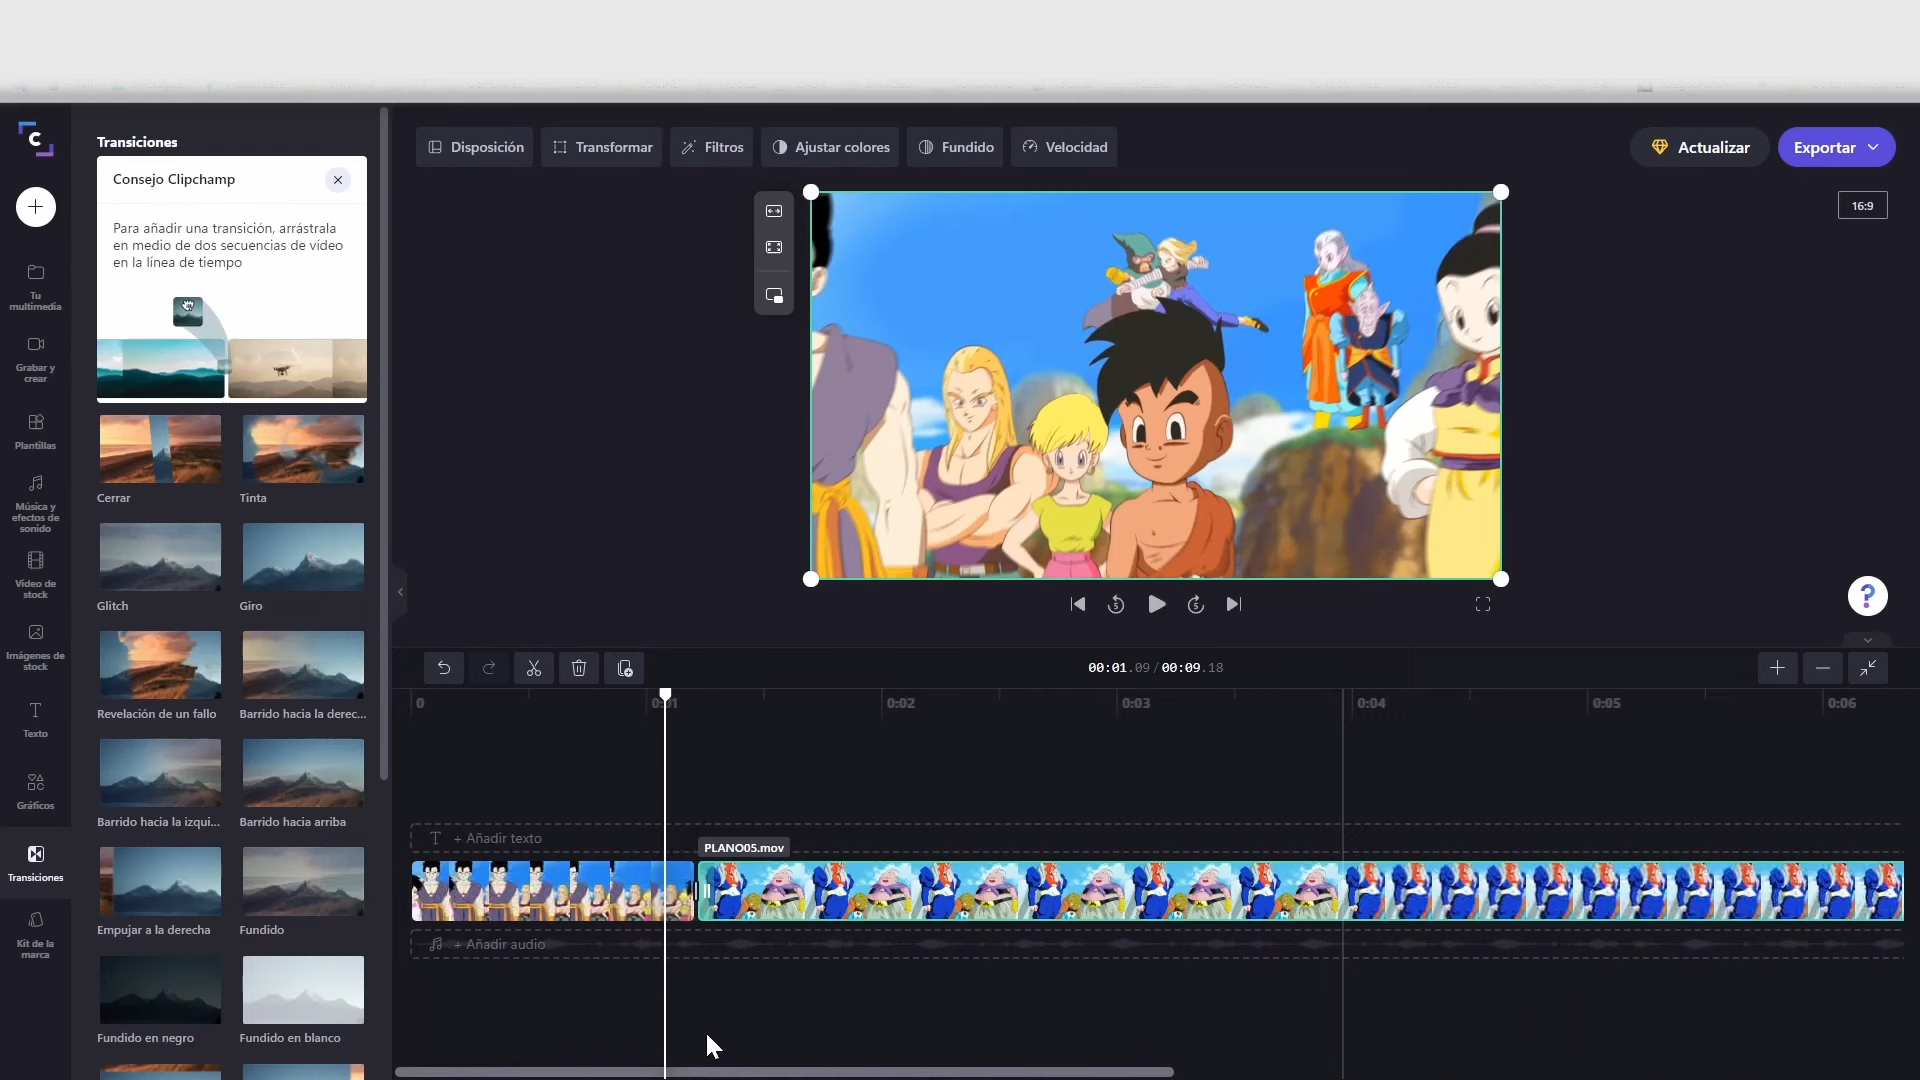 Transiciones
Consejo Clipchamp
Para añadir una transición, arrástrala
en medio de dos secuencias de vídeo
en la línea de tiempo
Cerrar
Tinta
Glitch
Giro
Revelación de un fallo
Barrido hacia la derec...
Barrido hacia la izqui...
Barrido hacia arriba
Empujar a la derecha
Fundido
Fundido en negro
Fundido en blanco
C
Tu
multimedia
Grabar y
crear
Plantillas
Música y
efectos de
sonido
Vídeo de
stock
Imágenes de
stock
Texto
Gráficos
Transiciones
Kit de la
marca
Disposición
Transformar
Filtros
Ajustar colores
Fundido
Velocidad
Actualizar
Exportar
16:9
5
5
?
00:01.09/00:09.18
0
0:01
0:02
0:03
0:04
0:05
0:06
T + Añadir texto
PLANO05.mov
+ Añadir audio